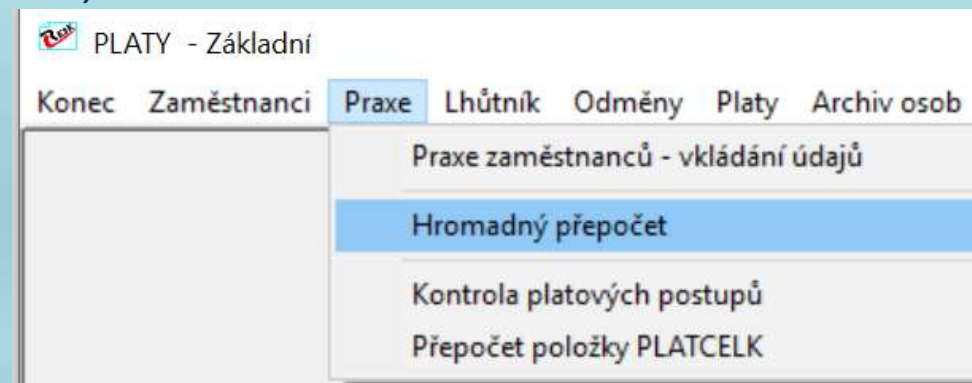 PLATY - Základní
Konec Zaměstnanci Praxe Lhůtník Odměny Platy Archiv osob
Praxe zaměstnanců - vkládání údajů
Hromadný přepočet
Kontrola platových postupů
Přepočet položky PLATCELK